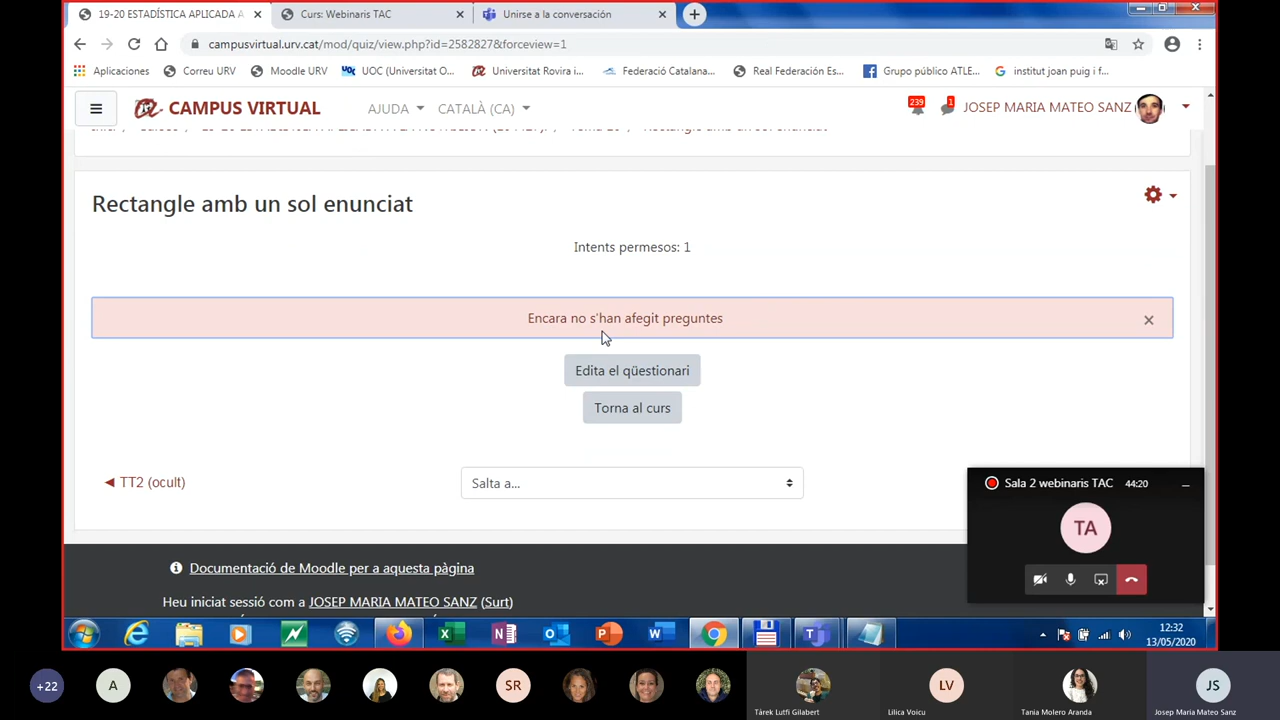 19-20 ESTADÍSTICA APLICADA A
Curs: Webinaris TAC
Unirse a la conversación
campusvirtual.urv.cat/mod/quiz/view.php?id=2582827&forceview=1
Aplicaciones
Correu URV
Moodle URV
UOC (Universitat O...
Universitat Rovira i...
Federació Catalana...
Real Federación Es...
Grupo público ATLE...
institut joan puig i f...
CAMPUS VIRTUAL
AJUDA
CATALÀ (CA)
239
1
JOSEP MARIA MATEO SANZ
Rectangle amb un sol enunciat
Rectangle amb un sol enunciat
Intents permesos: 1
Encara no s'han afegit preguntes
Edita el qüestionari
Torna al curs
◄ TT2 (ocult)
Salta a...
Sala 2 webinaris TAC
44:20
TA
Documentació de Moodle per a aquesta pàgina
Heu iniciat sessió com a JOSEP MARIA MATEO SANZ (Surt)
12:32
13/05/2020
+22
A
SR
LV
JS
Tàrek Lutfi Gilabert
Lilica Voicu
Tania Molero Aranda
Josep Maria Mateo Sanz